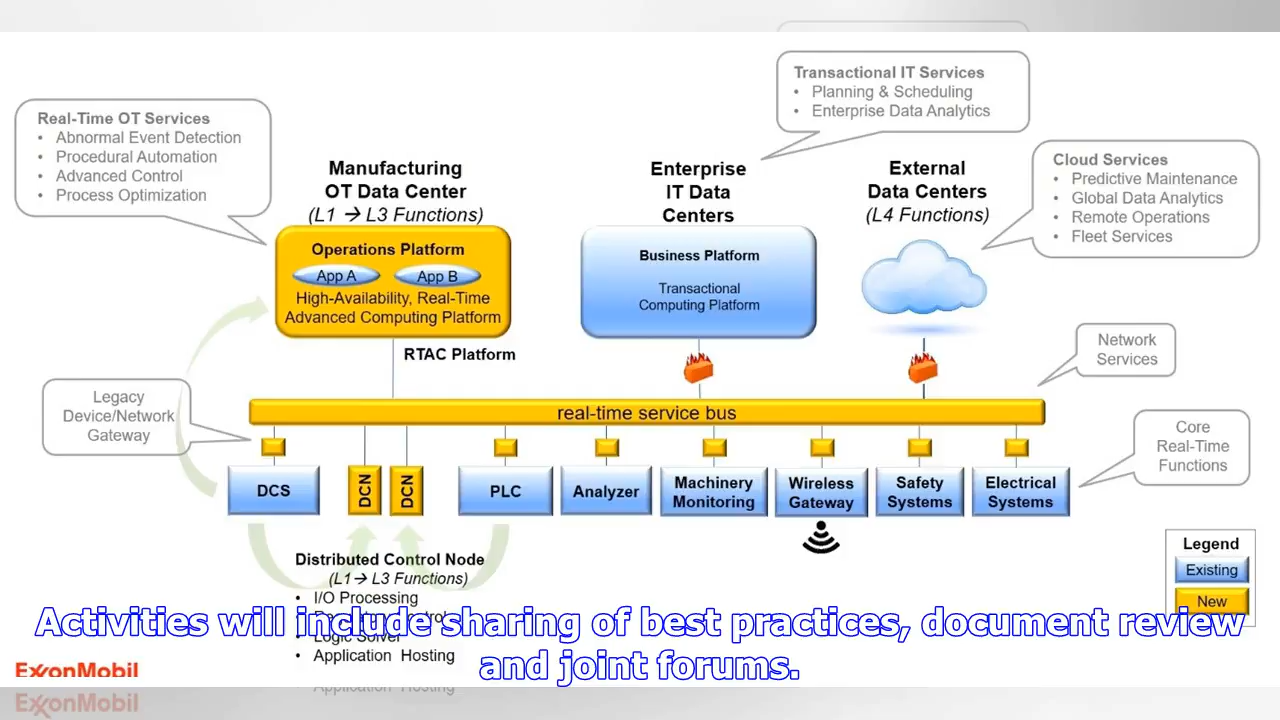 Transactional IT Services
• Planning & Scheduling
• Enterprise Data Analytics
Real-Time OT Services
• Abnormal Event Detection
• Procedural Automation
• Advanced Control
• Process Optimization
Manufacturing
OT Data Center
(L1 → L3 Functions)
Enterprise
IT Data
Centers
External
Data Centers
(L4 Functions)
Cloud Services
• Predictive Maintenance
• Global Data Analytics
• Remote Operations
• Fleet Services
Operations Platform
App A
App B
High-Availability, Real-Time
Advanced Computing Platform
Business Platform
Transactional
Computing Platform
RTAC Platform
Network
Services
Legacy
Device/Network
Gateway
real-time service bus
Core
Real-Time
Functions
DCS
DCN
DCN
PLC
Analyzer
Machinery
Monitoring
Wireless
Gateway
Safety
Systems
Electrical
Systems
Distributed Control Node
(L1→ L3 Functions)
• I/O Processing
• Logic Solver
• Application Hosting
Legend
Existing
New
Activities will include sharing of best practices, document review
and joint forums.
ExxonMobil
Application Hosting
ExxonMobil